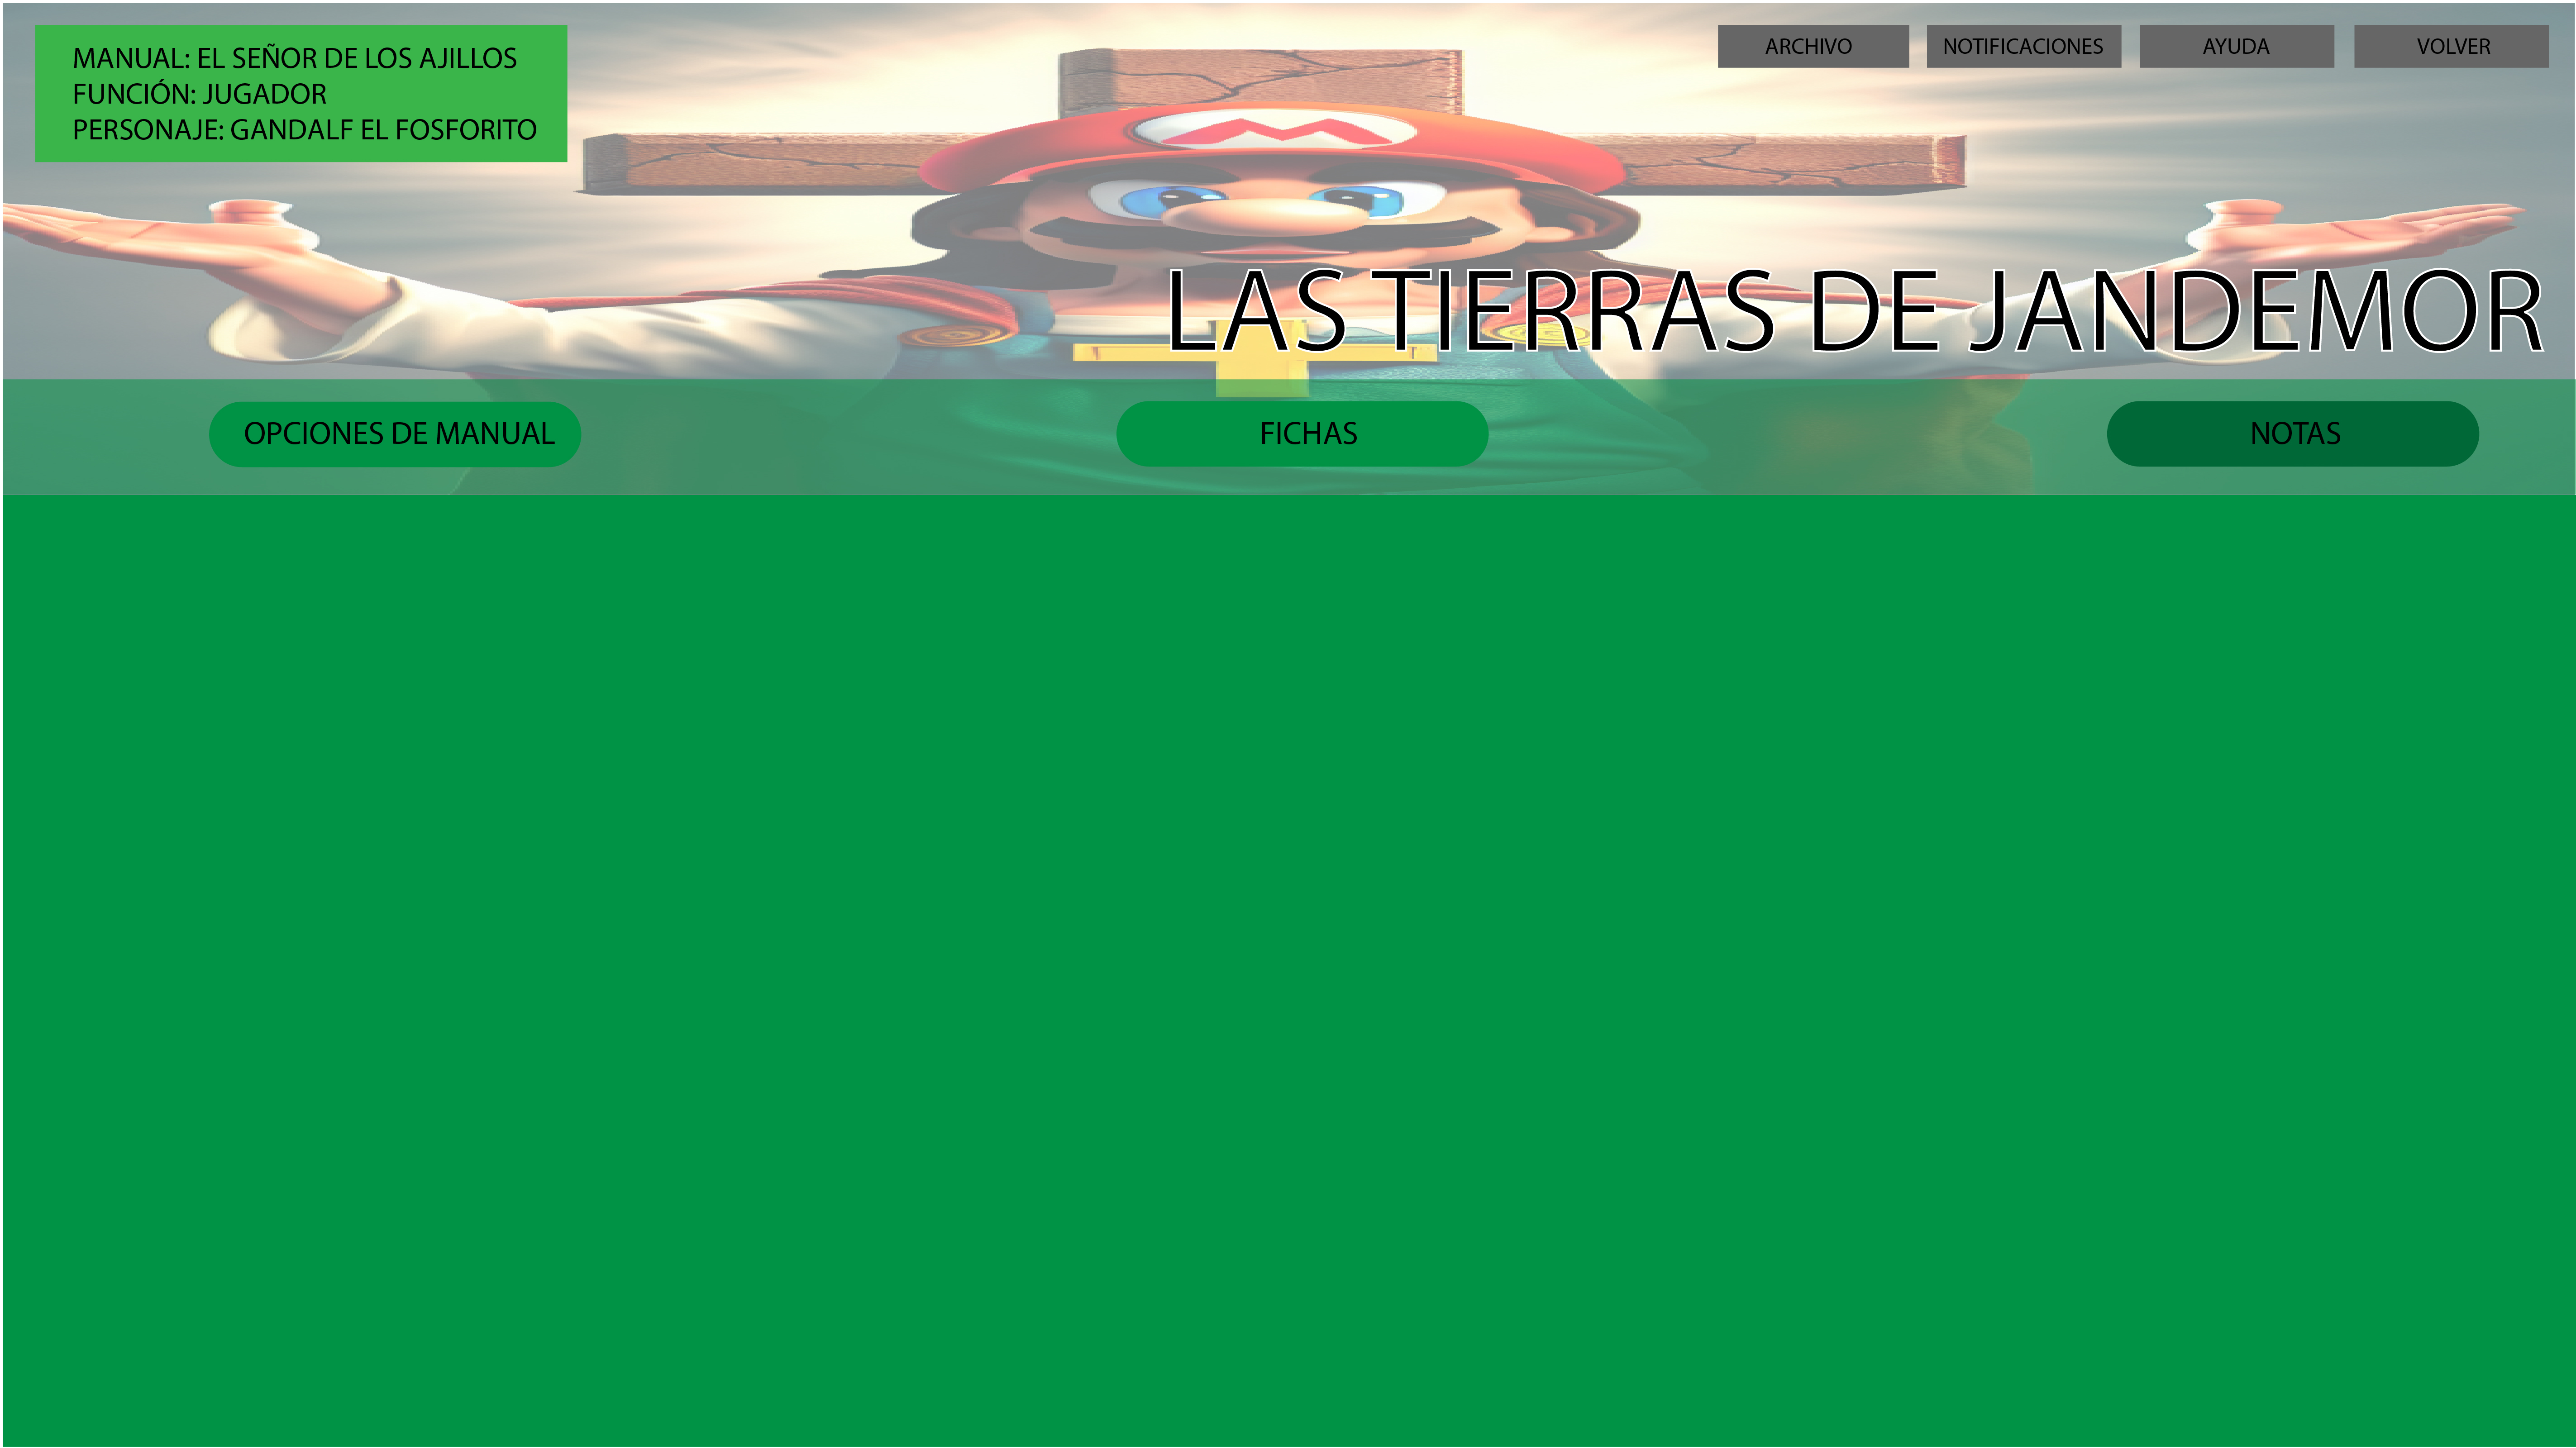 MANUAL: EL SEÑOR DE LOS AJILLOS
FUNCIÓN: JUGADOR
PERSONAJE: GANDALF EL FOSFORITO
ARCHIVO
NOTIFICACIONES
AYUDA
VOLVER
M
LAS TIERRAS DE JANDEMOR
OPCIONES DE MANUAL
FICHAS
NOTAS